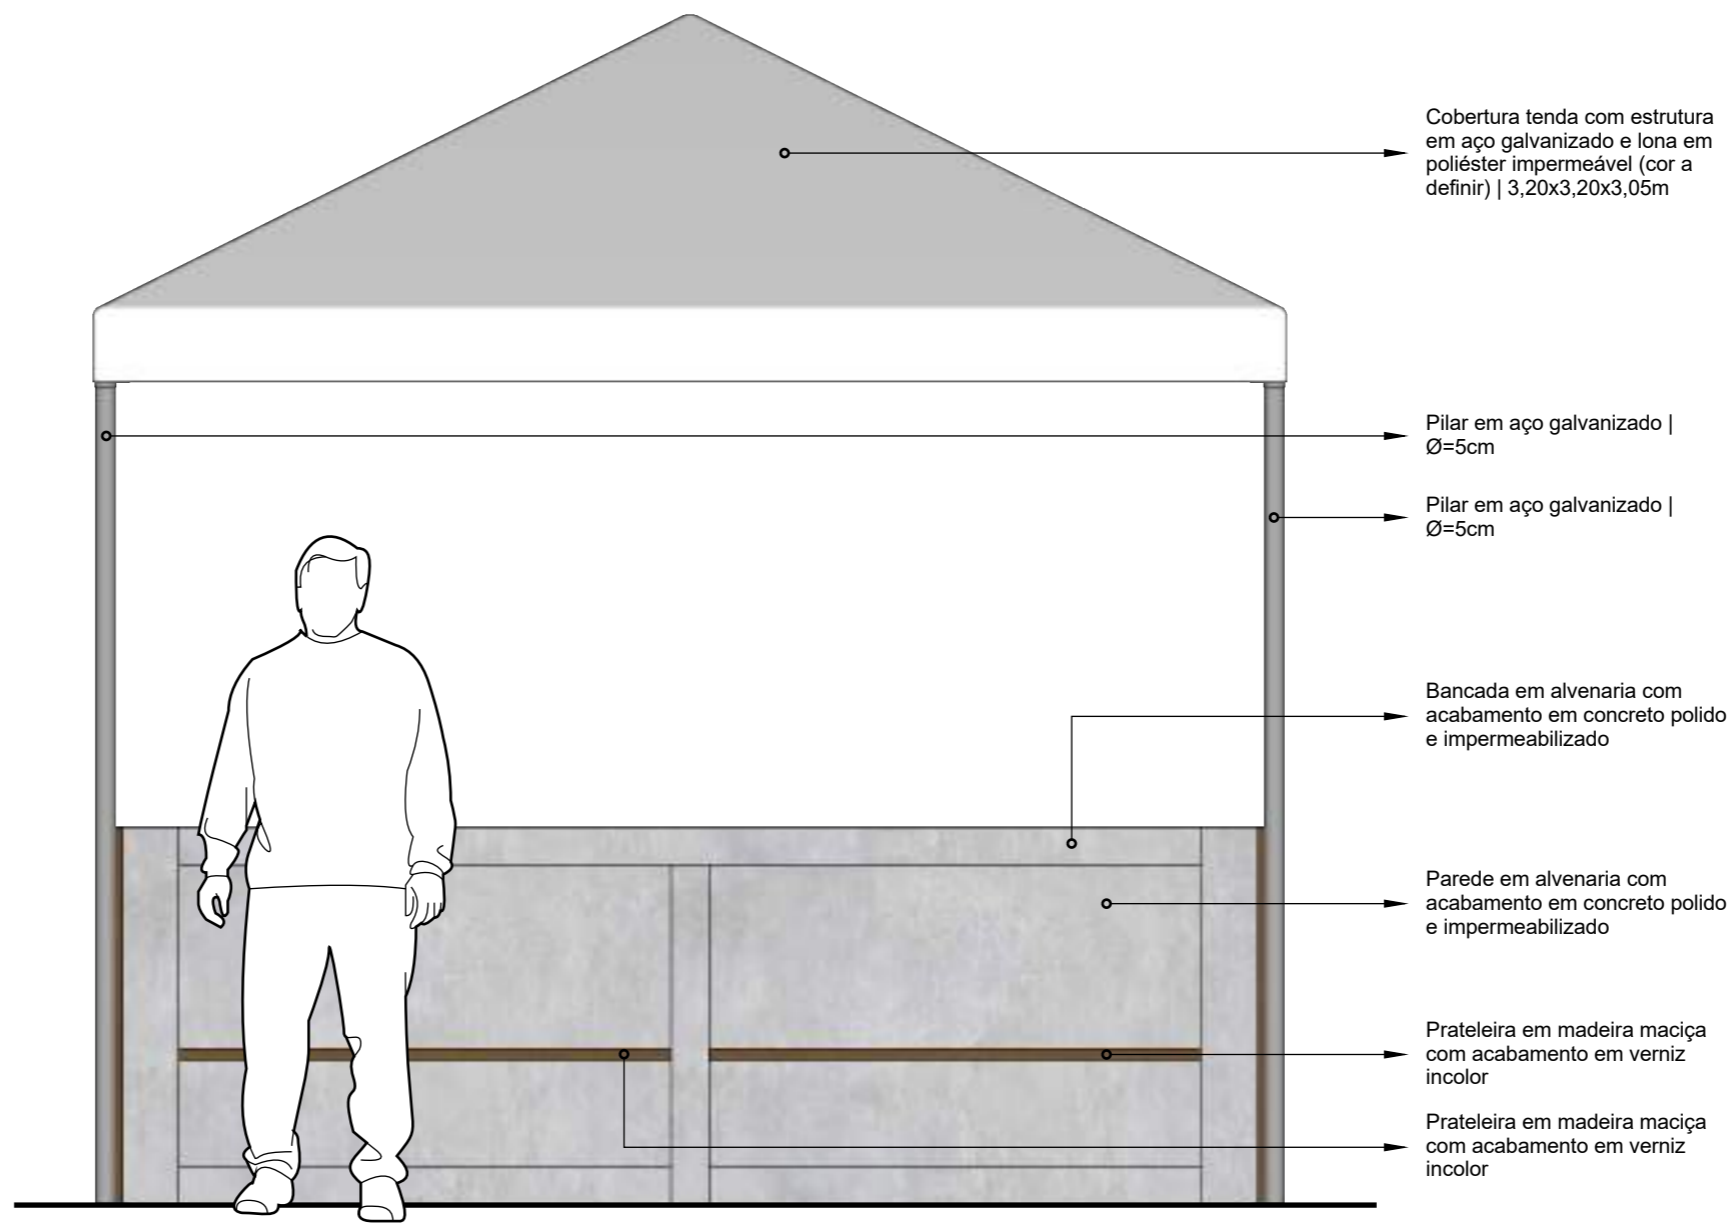 Cobertura tenda com estrutura
em aço galvanizado e lona em
poliéster impermeável (cor a
definir) | 3,20x3,20x3,05m
Pilar em aço galvanizado |
Ø=5cm
Pilar em aço galvanizado |
Ø=5cm
Bancada em alvenaria com
acabamento em concreto polido
e impermeabilizado
Parede em alvenaria com
acabamento em concreto polido
e impermeabilizado
Prateleira em madeira maciça
com acabamento em verniz
incolor
Prateleira em madeira maciça
com acabamento em verniz
incolor